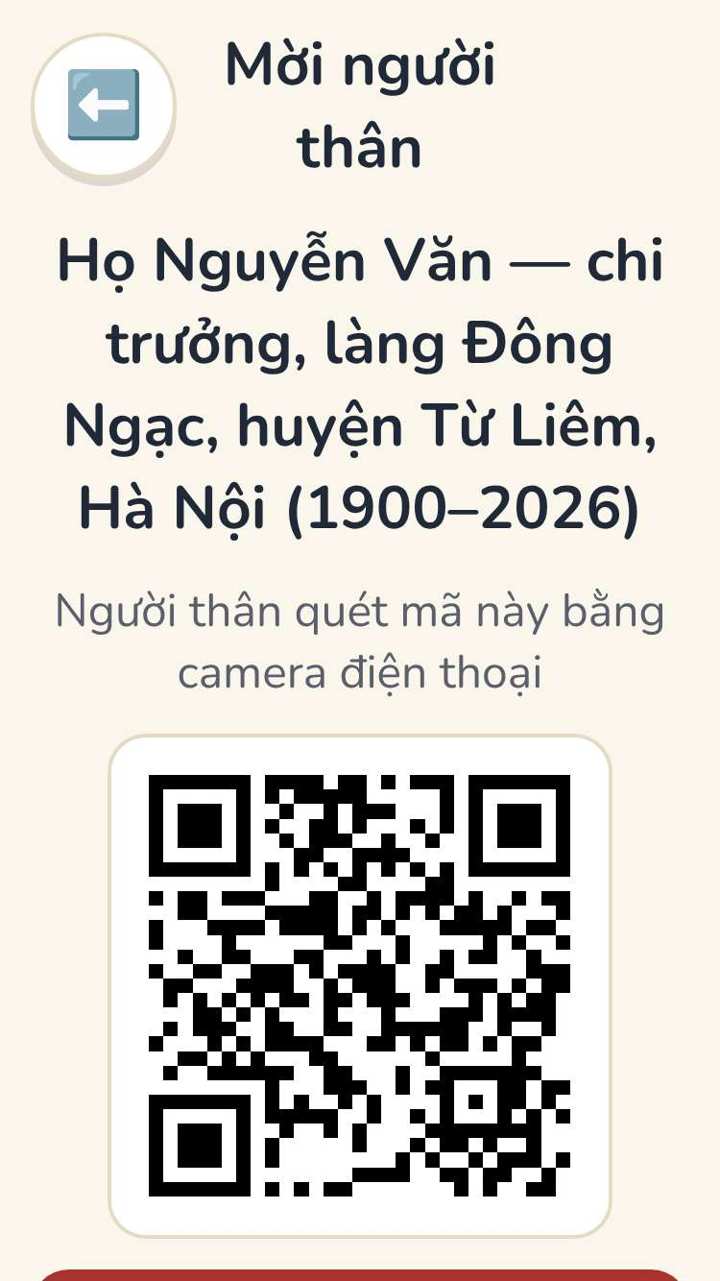 Mời người
thân
Họ Nguyễn Văn — chi
trưởng, làng Đông
Ngạc, huyện Từ Liêm,
Hà Nội (1900–2026)
Người thân quét mã này bằng
camera điện thoại